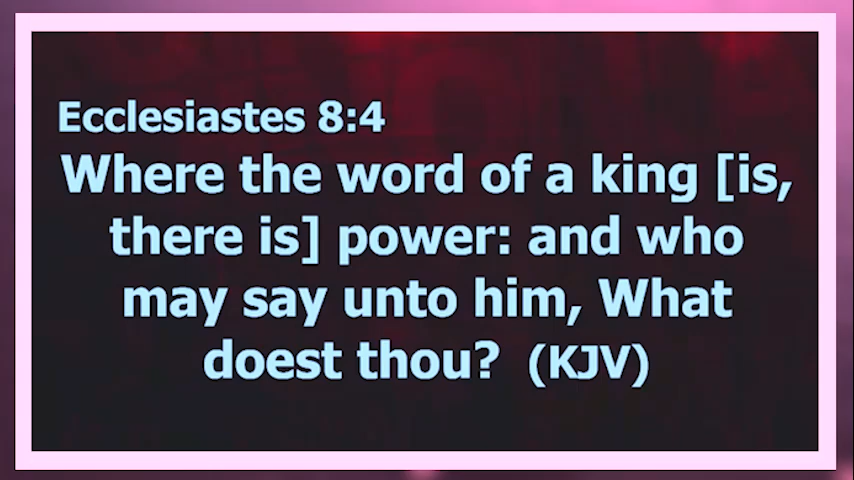 Ecclesiastes 8:4
Where the word of a king [is,
there is] power: and who
may say unto him, What
doest thou? (KJV)